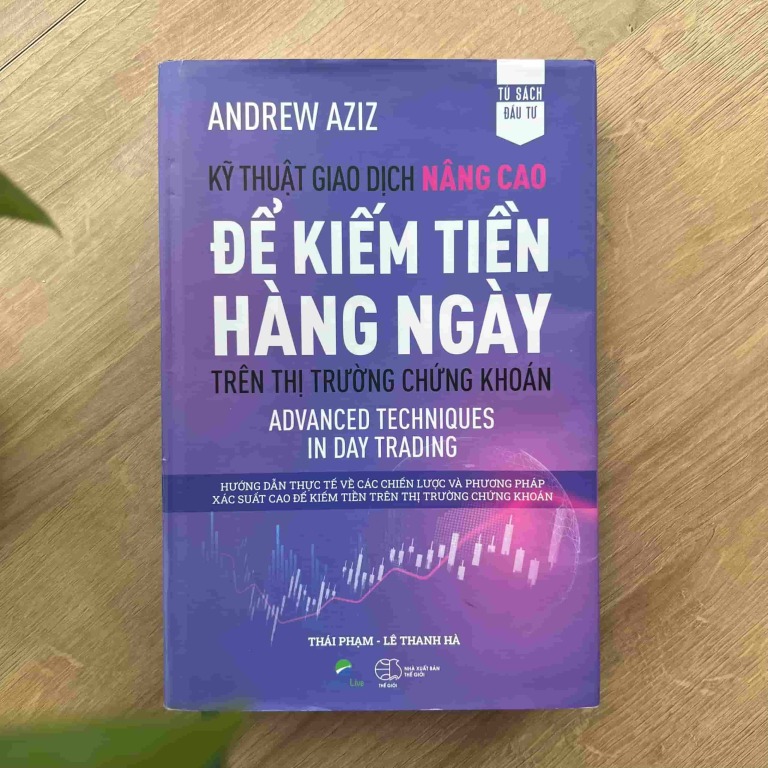 TỦ SÁCH
ĐẦU TƯ
ANDREW AZIZ
KỸ THUẬT GIAO DỊCH NÂNG CAO
ĐỂ KIẾM TIỀN
HÀNG NGÀY
TRÊN THỊ TRƯỜNG CHỨNG KHOÁN
ADVANCED TECHNIQUES
IN DAY TRADING
HƯỚNG DẪN THỰC TẾ VỀ CÁC CHIẾN LƯỢC VÀ PHƯƠNG PHÁP
XÁC SUẤT CAO ĐỂ KIẾM TIỀN TRÊN THỊ TRƯỜNG CHỨNG KHOÁN
THÁI PHẠM - LÊ THANH HÀ
Live
NHÀ XUẤT BẢN
THẾ GIỚI
THẾ GIỚI